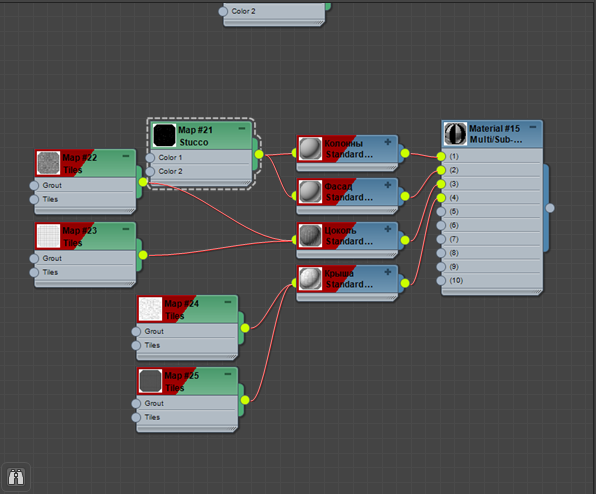 Color 2
Map #21
Stucco
Color 1
Color 2
Map #22
Tiles
Grout
Tiles
Map #23
Tiles
Grout
Tiles
Map #24
Tiles
Grout
Tiles
Map #25
Tiles
Grout
Tiles
Колонны
Standard...
Фасад
Standard...
Цоколь
Standard...
Крыша
Standard...
Material #15
Multi/Sub-...
(1)
(2)
(3)
(4)
(5)
(6)
(7)
(8)
(9)
(10)